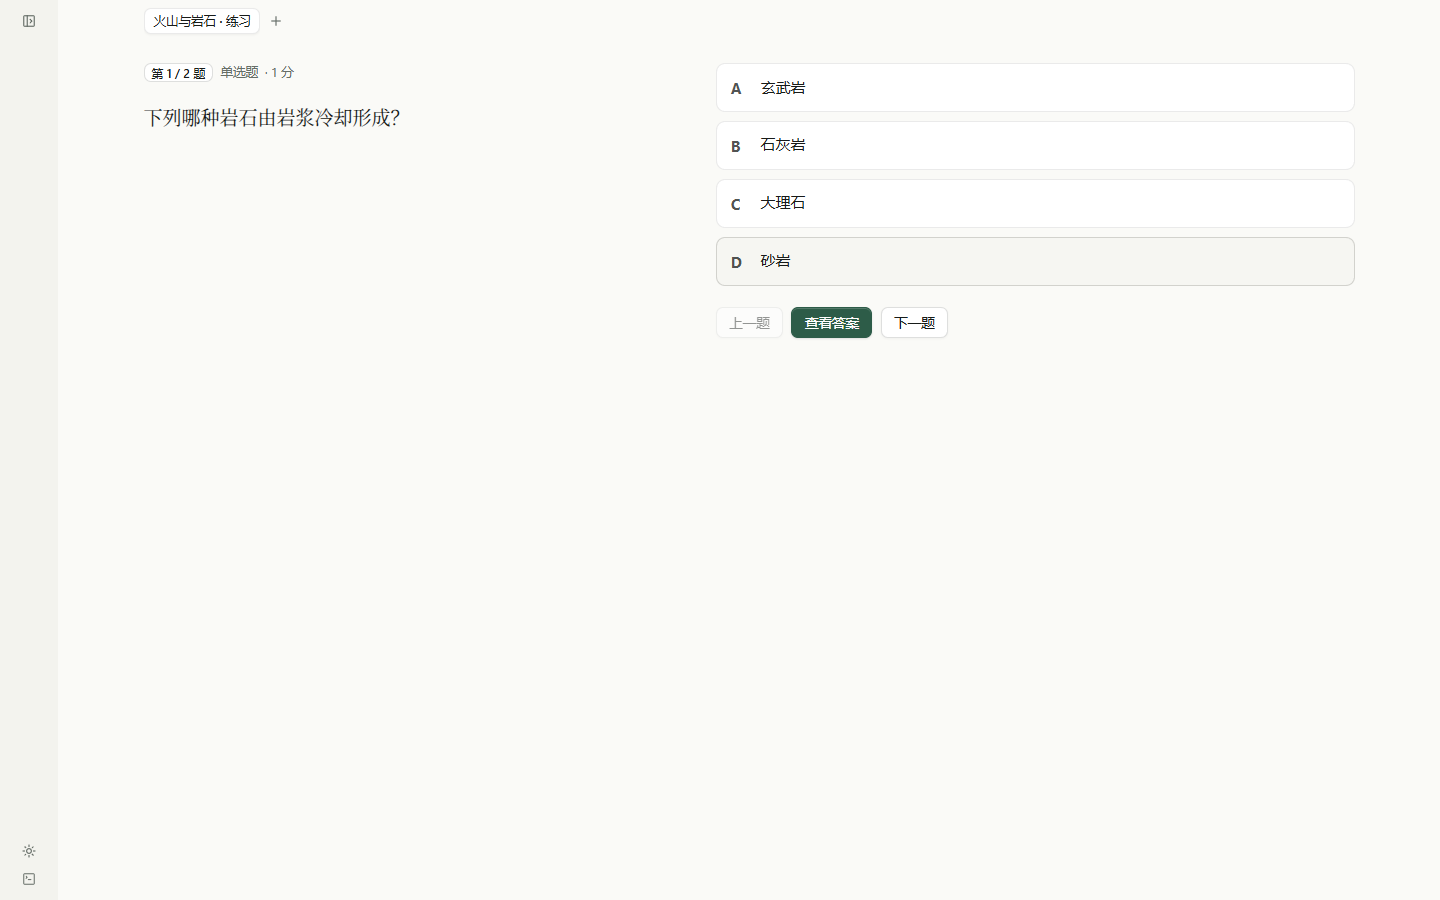 火山与岩石 · 练习
第 1 / 2 题 单选题 · 1 分
下列哪种岩石由岩浆冷却形成？
A 玄武岩
B 石灰岩
C 大理石
D 砂岩
上一题 查看答案 下一题